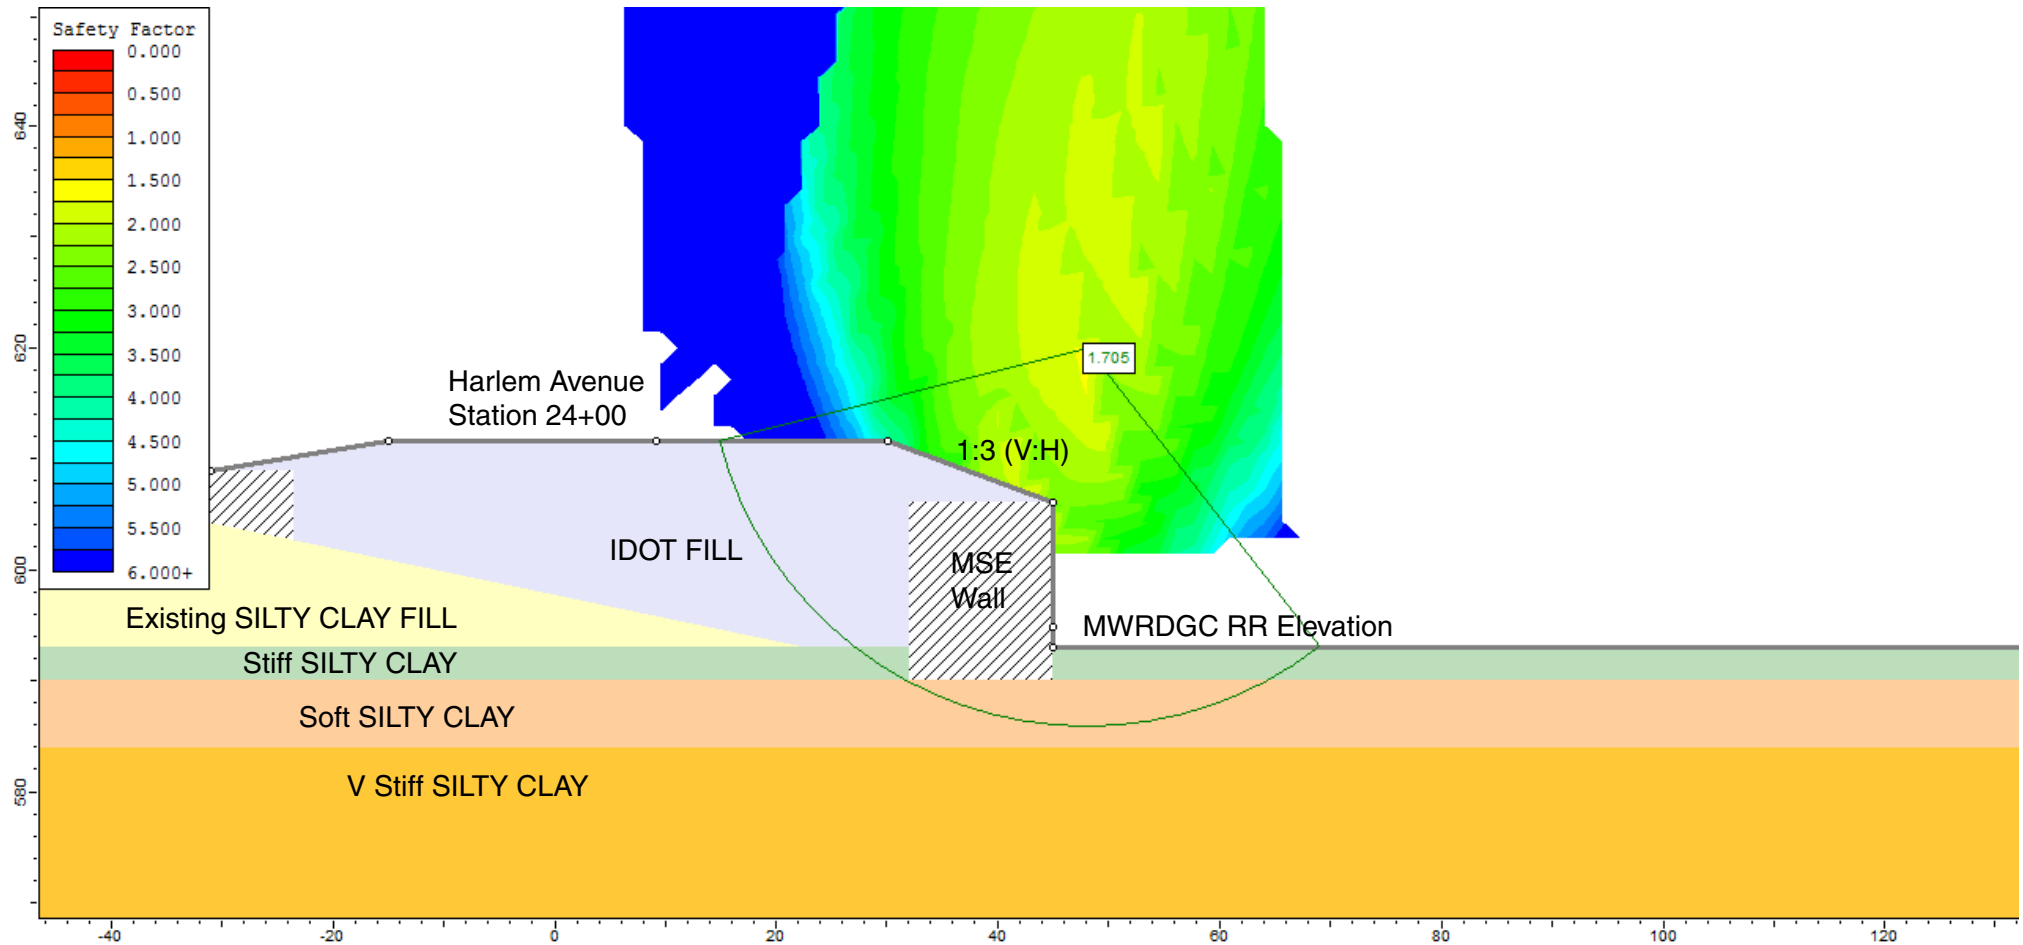 Safety Factor
0.000
0.500
1.000
1.500
2.000
2.500
3.000
3.500
4.000
4.500
5.000
5.500
6.000+
640
620
600
580
Harlem Avenue
Station 24+00
1.705
1:3 (V:H)
IDOT FILL
MSE
Wall
Existing SILTY CLAY FILL
MWRDGC RR Elevation
Stiff SILTY CLAY
Soft SILTY CLAY
V Stiff SILTY CLAY
-40 -20 0 20 40 60 80 100 120